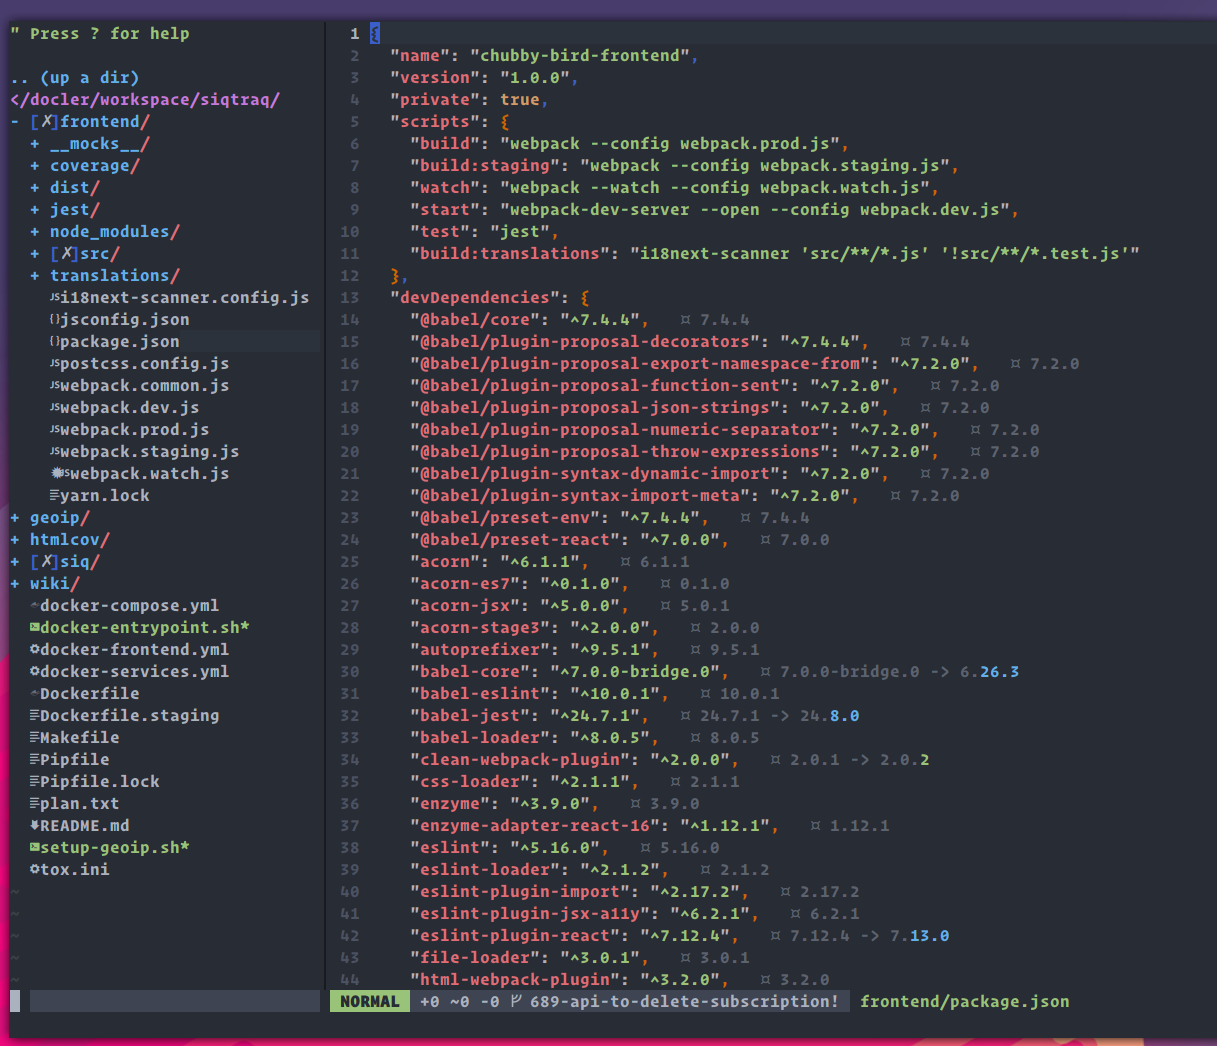 " Press ? for help
.. (up a dir)
</docler/workspace/siqtraq/
- [✗]frontend/
+ __mocks__/
+ coverage/
+ dist/
+ jest/
+ node_modules/
+ [✗]src/
+ translations/
i18next-scanner.config.js
jsconfig.json
package.json
postcss.config.js
webpack.common.js
webpack.dev.js
webpack.prod.js
webpack.staging.js
webpack.watch.js
yarn.lock
+ geoip/
+ htmlcov/
+ [✗]siq/
+ wiki/
docker-compose.yml
docker-entrypoint.sh*
docker-frontend.yml
docker-services.yml
Dockerfile
Dockerfile.staging
Makefile
Pipfile
Pipfile.lock
plan.txt
README.md
setup-geoip.sh*
tox.ini
~
~
~
~
~
1 {
2 "name": "chubby-bird-frontend",
3 "version": "1.0.0",
4 "private": true,
5 "scripts": {
6 "build": "webpack --config webpack.prod.js",
7 "build:staging": "webpack --config webpack.staging.js",
8 "watch": "webpack --watch --config webpack.watch.js",
9 "start": "webpack-dev-server --open --config webpack.dev.js",
10 "test": "jest",
11 "build:translations": "i18next-scanner 'src/**/*.js' '!src/**/*.test.js'"
12 },
13 "devDependencies": {
14 "@babel/core": "^7.4.4", ¤ 7.4.4
15 "@babel/plugin-proposal-decorators": "^7.4.4", ¤ 7.4.4
16 "@babel/plugin-proposal-export-namespace-from": "^7.2.0", ¤ 7.2.0
17 "@babel/plugin-proposal-function-sent": "^7.2.0", ¤ 7.2.0
18 "@babel/plugin-proposal-json-strings": "^7.2.0", ¤ 7.2.0
19 "@babel/plugin-proposal-numeric-separator": "^7.2.0", ¤ 7.2.0
20 "@babel/plugin-proposal-throw-expressions": "^7.2.0", ¤ 7.2.0
21 "@babel/plugin-syntax-dynamic-import": "^7.2.0", ¤ 7.2.0
22 "@babel/plugin-syntax-import-meta": "^7.2.0", ¤ 7.2.0
23 "@babel/preset-env": "^7.4.4", ¤ 7.4.4
24 "@babel/preset-react": "^7.0.0", ¤ 7.0.0
25 "acorn": "^6.1.1", ¤ 6.1.1
26 "acorn-es7": "^0.1.0", ¤ 0.1.0
27 "acorn-jsx": "^5.0.0", ¤ 5.0.1
28 "acorn-stage3": "^2.0.0", ¤ 2.0.0
29 "autoprefixer": "^9.5.1", ¤ 9.5.1
30 "babel-core": "^7.0.0-bridge.0", ¤ 7.0.0-bridge.0 -> 6.26.3
31 "babel-eslint": "^10.0.1", ¤ 10.0.1
32 "babel-jest": "^24.7.1", ¤ 24.7.1 -> 24.8.0
33 "babel-loader": "^8.0.5", ¤ 8.0.5
34 "clean-webpack-plugin": "^2.0.0", ¤ 2.0.1 -> 2.0.2
35 "css-loader": "^2.1.1", ¤ 2.1.1
36 "enzyme": "^3.9.0", ¤ 3.9.0
37 "enzyme-adapter-react-16": "^1.12.1", ¤ 1.12.1
38 "eslint": "^5.16.0", ¤ 5.16.0
39 "eslint-loader": "^2.1.2", ¤ 2.1.2
40 "eslint-plugin-import": "^2.17.2", ¤ 2.17.2
41 "eslint-plugin-jsx-a11y": "^6.2.1", ¤ 6.2.1
42 "eslint-plugin-react": "^7.12.4", ¤ 7.12.4 -> 7.13.0
43 "file-loader": "^3.0.1", ¤ 3.0.1
44 "html-webpack-plugin": "^3.2.0", ¤ 3.2.0
NORMAL +0 ~0 -0 689-api-to-delete-subscription! frontend/package.json